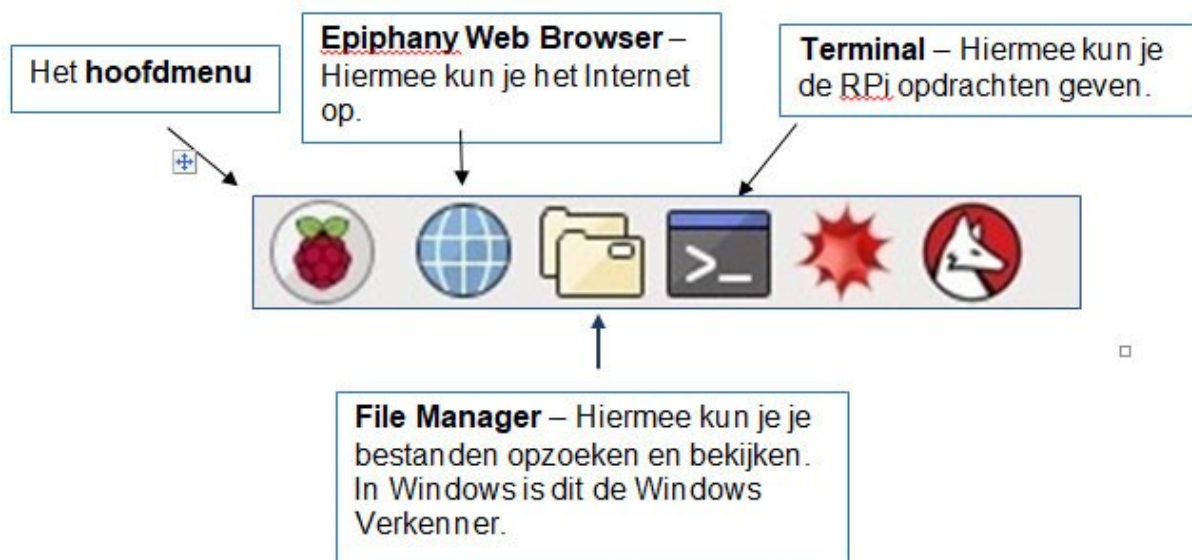 Het hoofdmenu
Epiphany Web Browser –
Hiermee kun je het Internet
op.
Terminal – Hiermee kun je
de RPi opdrachten geven.
>_
File Manager – Hiermee kun je je
bestanden opzoeken en bekijken.
In Windows is dit de Windows
Verkenner.